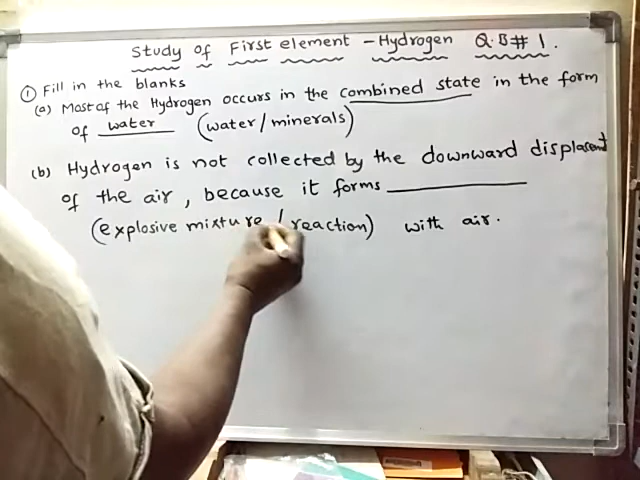 Study of First element - Hydrogen Q.B# 1.
① Fill in the blanks
(a) Most of the Hydrogen occurs in the combined state in the form
of water (water/minerals)
(b) Hydrogen is not collected by the downward displacement
of the air, because it forms ________
(explosive mixture / reaction) with air.